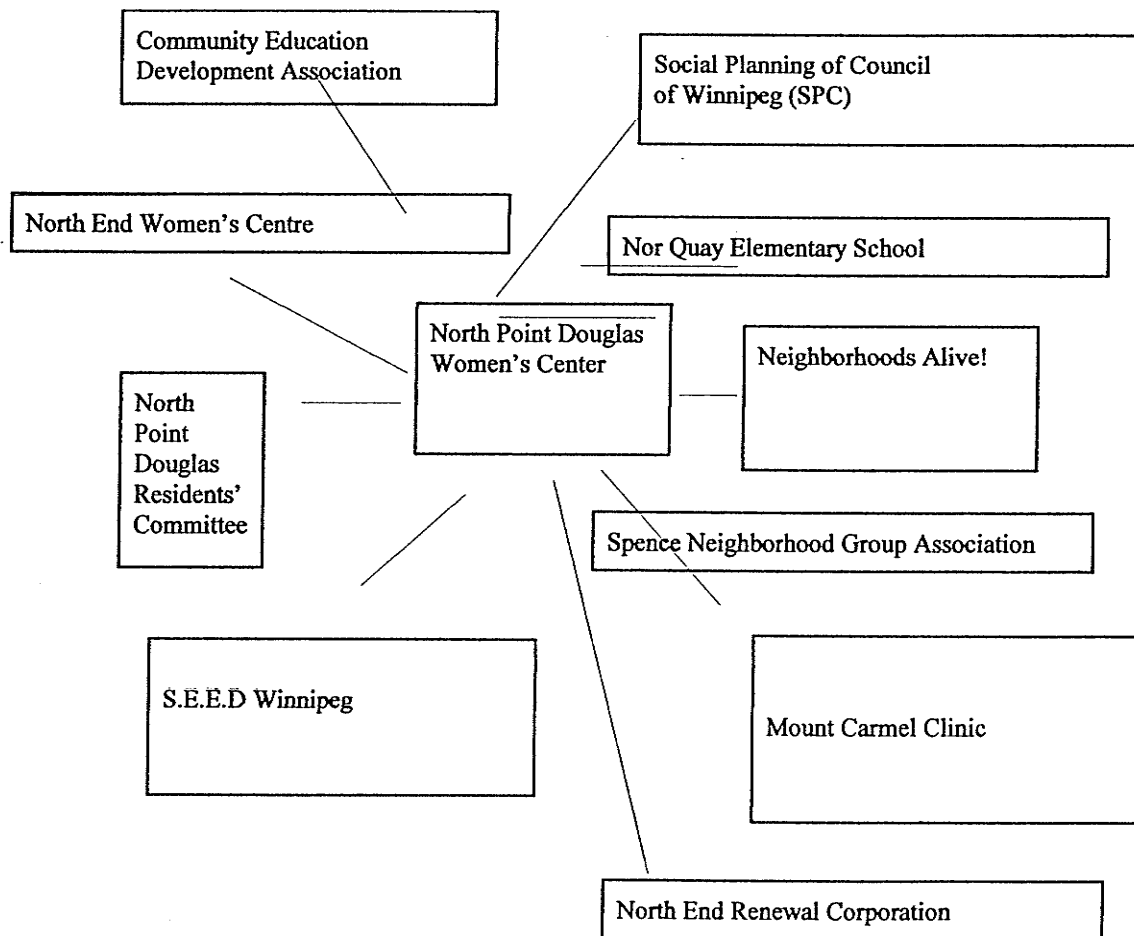 Community Education
Development Association
Social Planning of Council
of Winnipeg (SPC)
North End Women's Centre
Nor Quay Elementary School
North Point Douglas
Women's Center
Neighborhoods Alive!
North
Point
Douglas
Residents'
Committee
Spence Neighborhood Group Association
S.E.E.D Winnipeg
Mount Carmel Clinic
North End Renewal Corporation